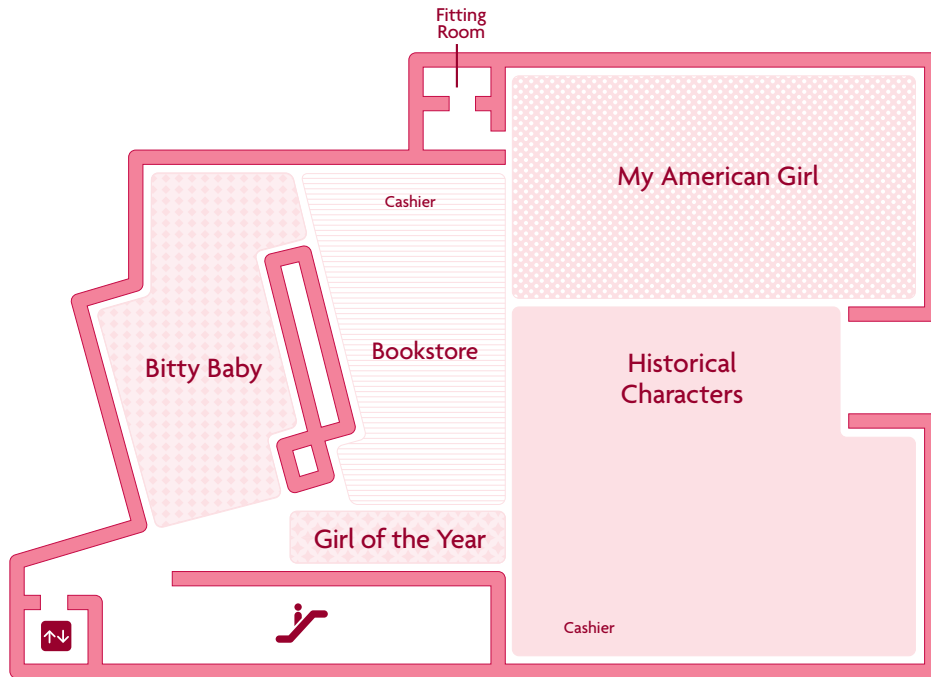 Fitting
Room
My American Girl
Cashier
Bitty Baby
Bookstore
Historical
Characters
Girl of the Year
Cashier